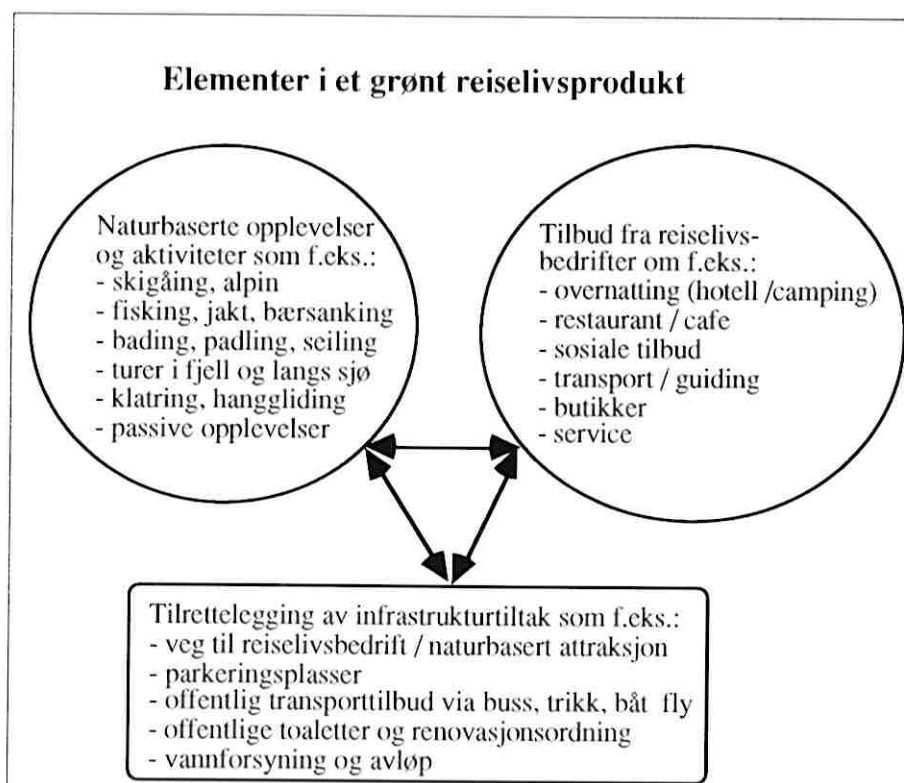 Elementer i et grønt reiselivsprodukt
Naturbaserte opplevelser
og aktiviteter som f.eks.:
- skigåing, alpin
- fisking, jakt, bærsanking
- bading, padling, seiling
- turer i fjell og langs sjø
- klatring, hanggliding
- passive opplevelser
Tilbud fra reiselivs-
bedrifter om f.eks.:
- overnatting (hotell /camping)
- restaurant / cafe
- sosiale tilbud
- transport / guiding
- butikker
- service
Tilrettelegging av infrastrukturtiltak som f.eks.:
- veg til reiselivsbedrift / naturbasert attraksjon
- parkeringsplasser
- offentlig transporttilbud via buss, trikk, båt fly
- offentlige toaletter og renovasjonsordning
- vannforsyning og avløp